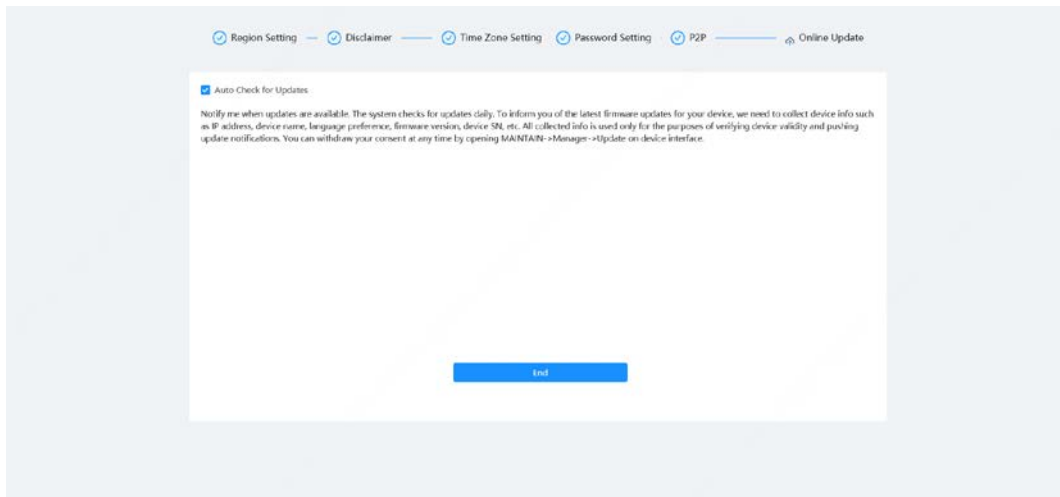 Region Setting Disclaimer Time Zone Setting Password Setting P2P Online Update
Auto Check for Updates
Notify me when updates are available. The system checks for updates daily. To inform you of the latest firmware updates for your device, we need to collect device info such
as IP address, device name, language preference, firmware version, device SN, etc. All collected info is used only for the purposes of verifying device validity and pushing
update notifications. You can withdraw your consent at any time by opening MAINTAIN->Manager->Update on device interface.
End